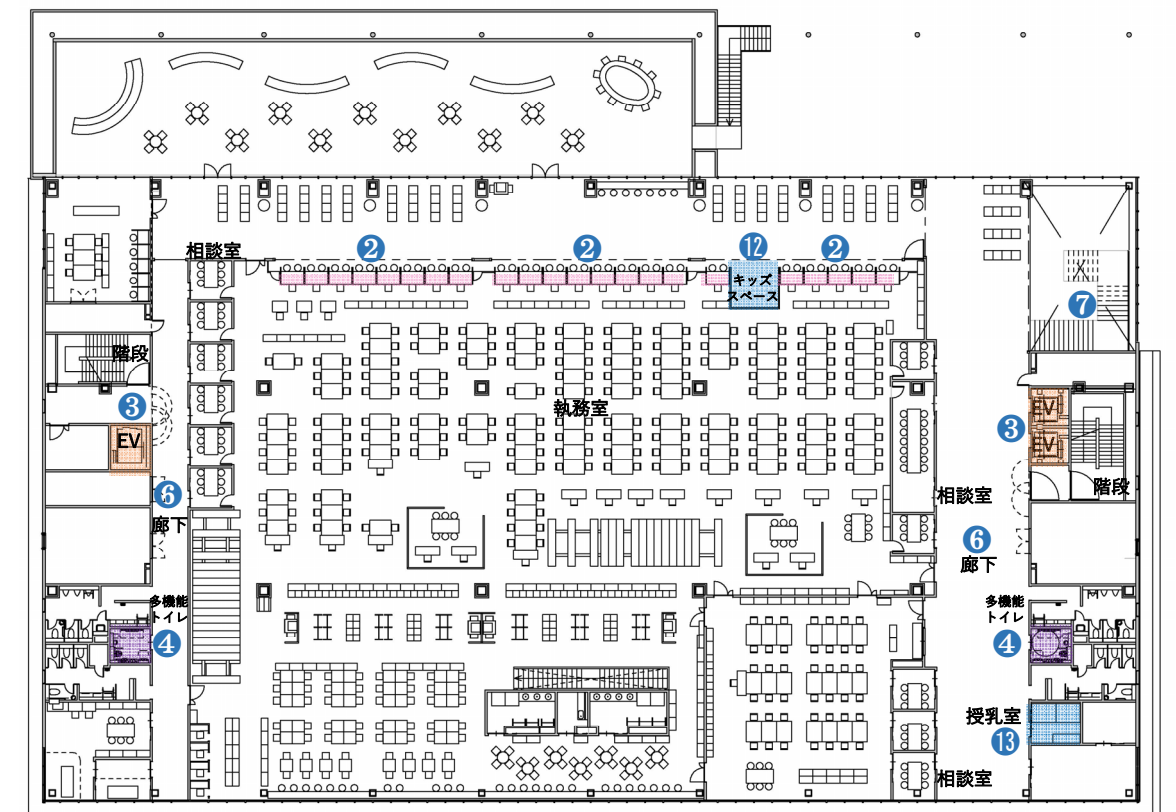 相談室
❷
❷
⓬
❷
キッズ
スペース
❼
階段
❸
EV
執務室
EV
❸
EV
❻
廊下
相談室
階段
❻
廊下
多機能
トイレ
❹
多機能
トイレ
❹
授乳室
⓭
相談室